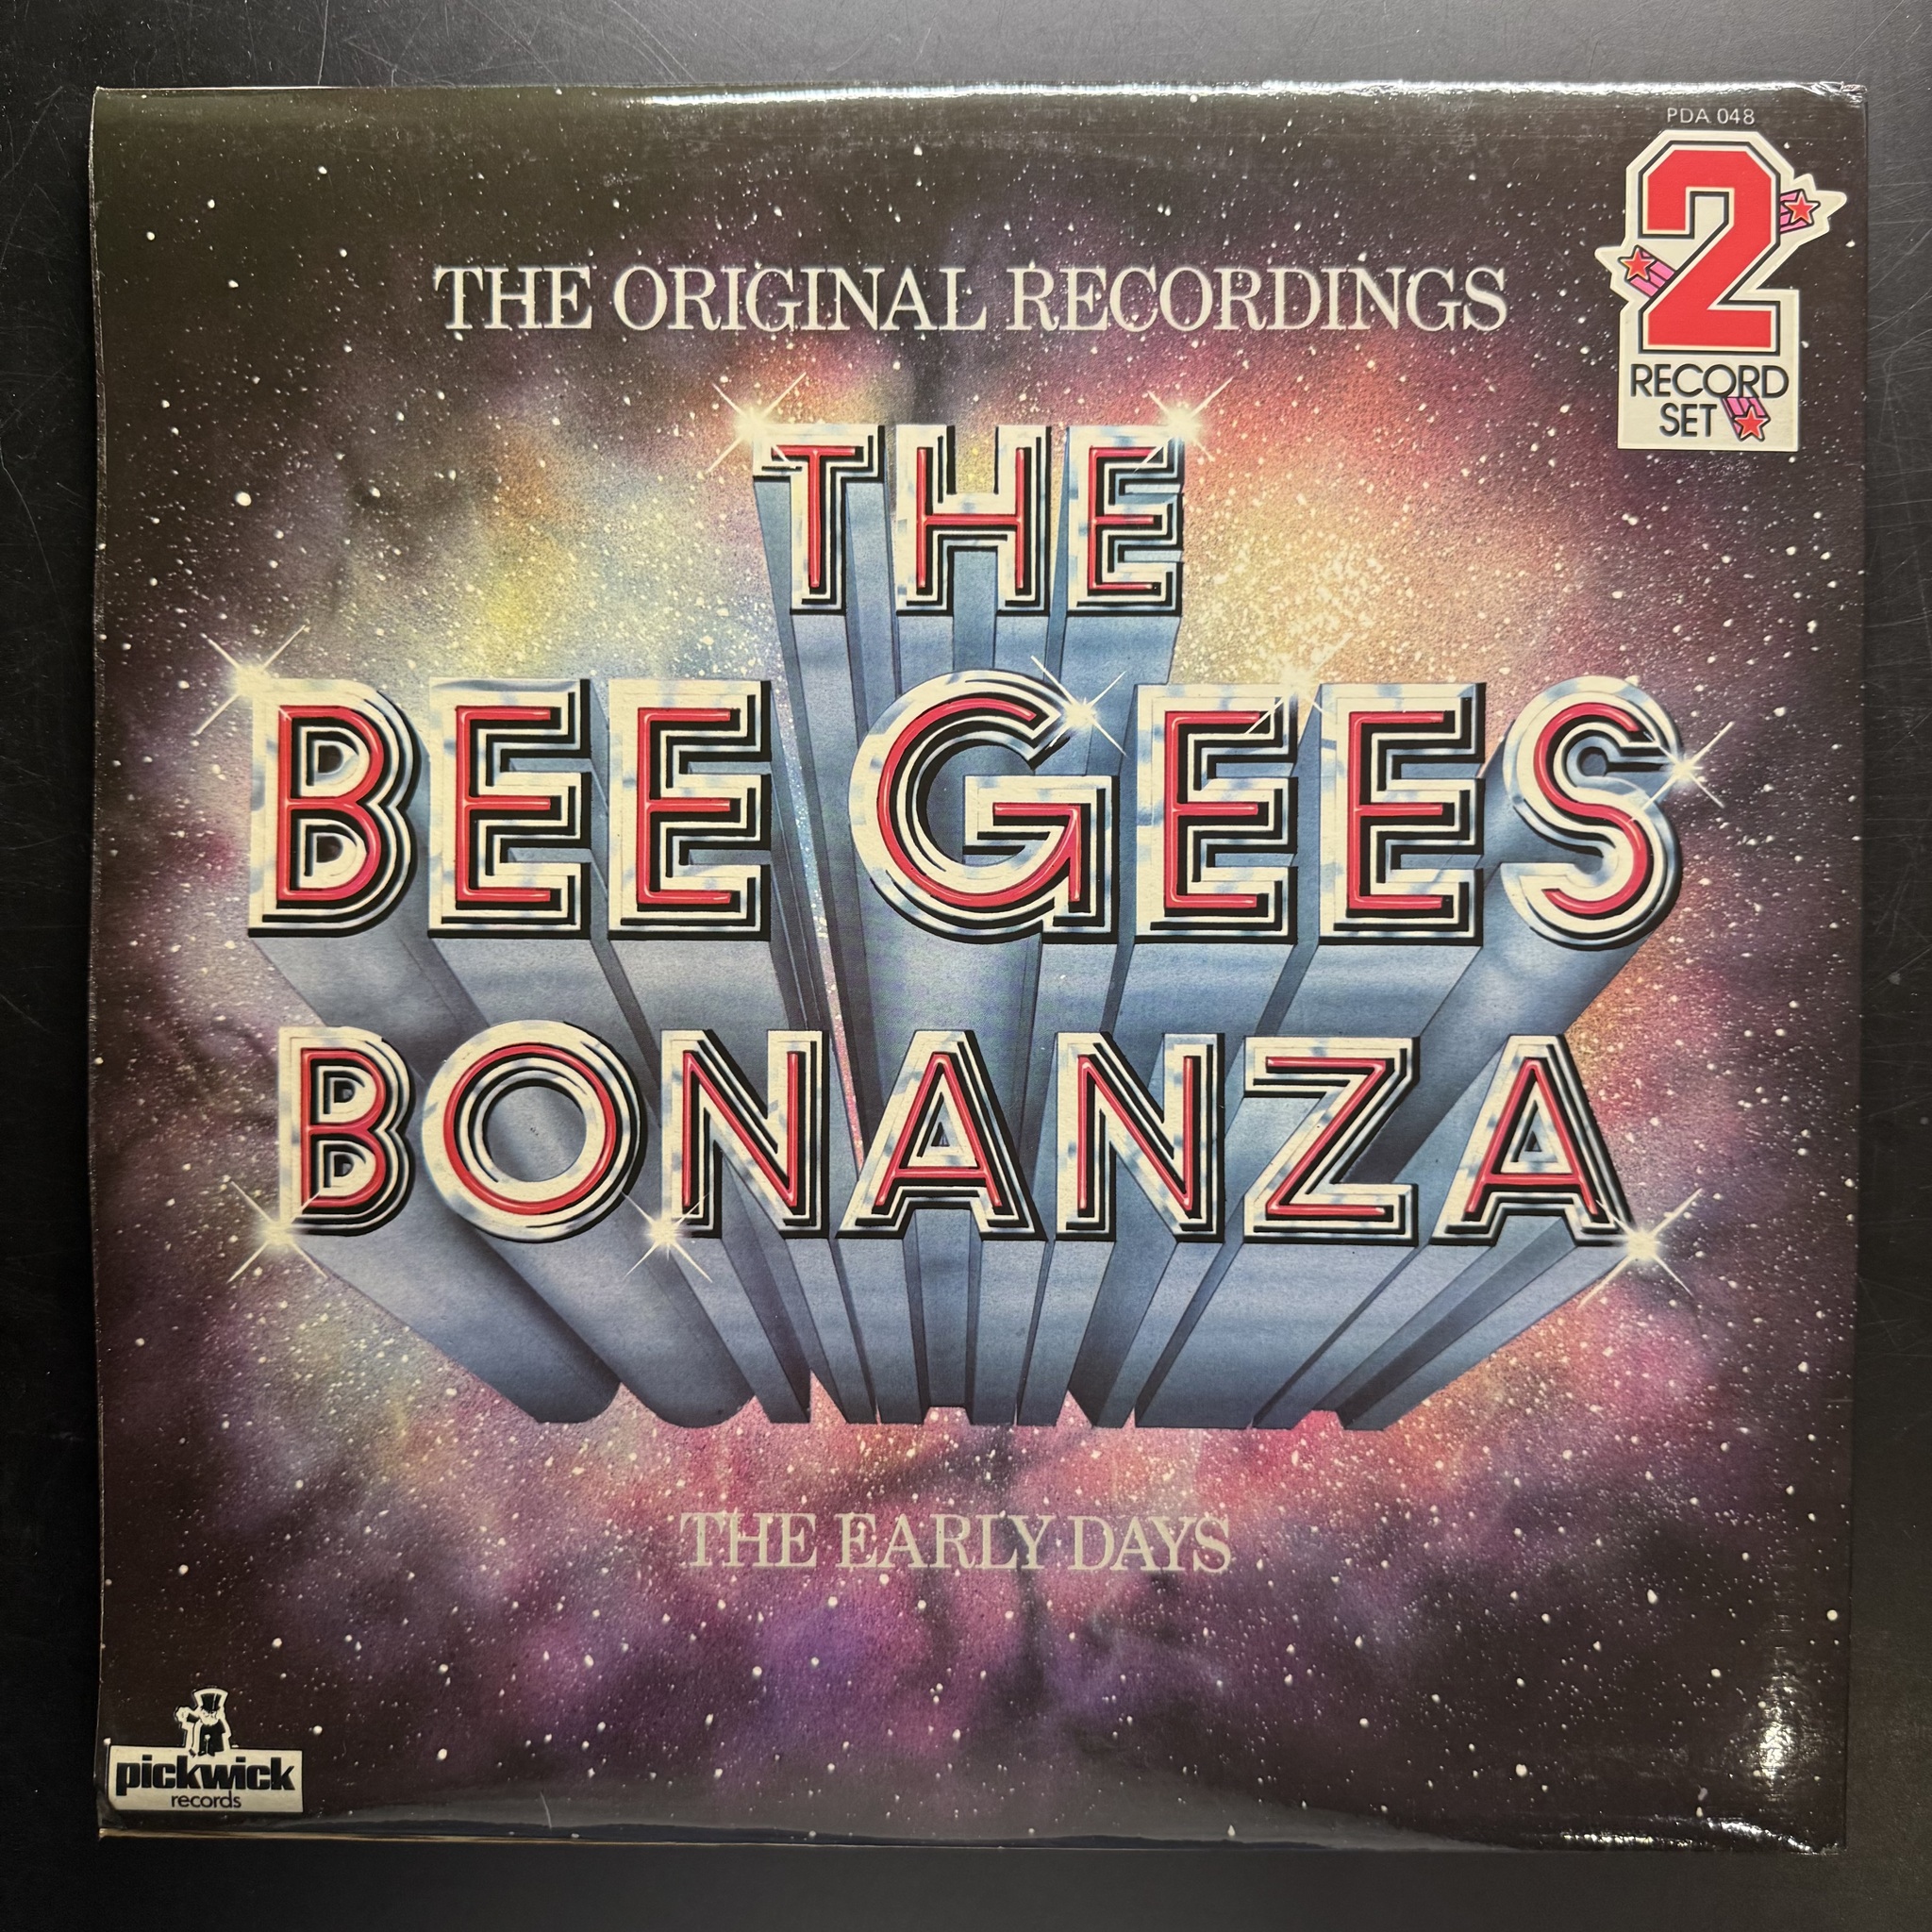 PDA 048
2
RECORD
SET
THE ORIGINAL RECORDINGS
THE
BEE GEES
BONANZA
THE EARLY DAYS
pickwick
records